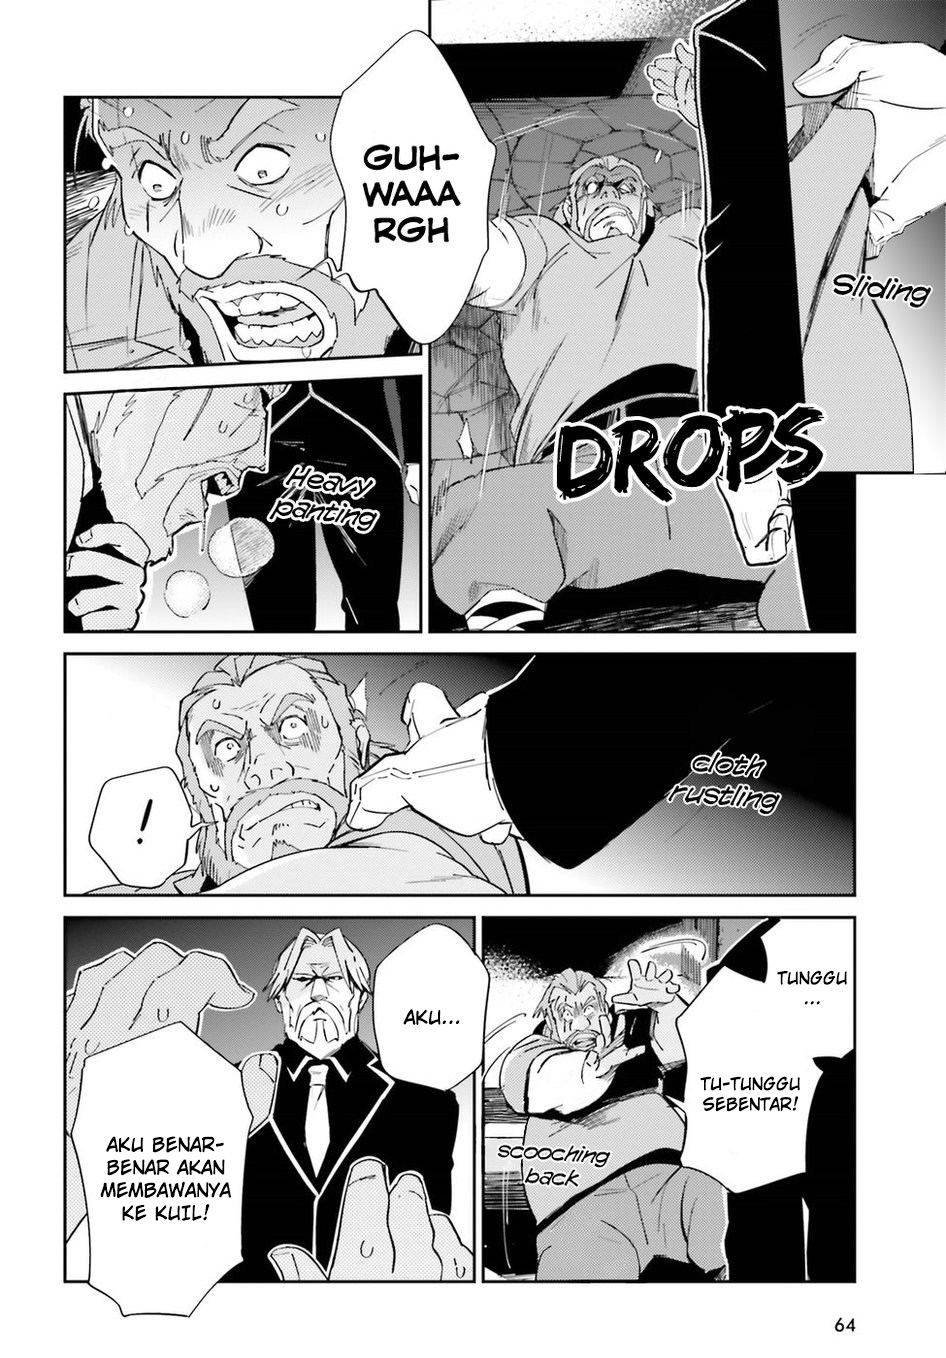 Sliding
DROPS
GUH-
WAAA
RGH
Heavy
panting
cloth
rustling
!
TUNGGU
...
TU-TUNGGU
SEBENTAR!
scooching
back
AKU...
AKU BENAR-
BENAR AKAN
MEMBAWANYA
KE KUIL!
64